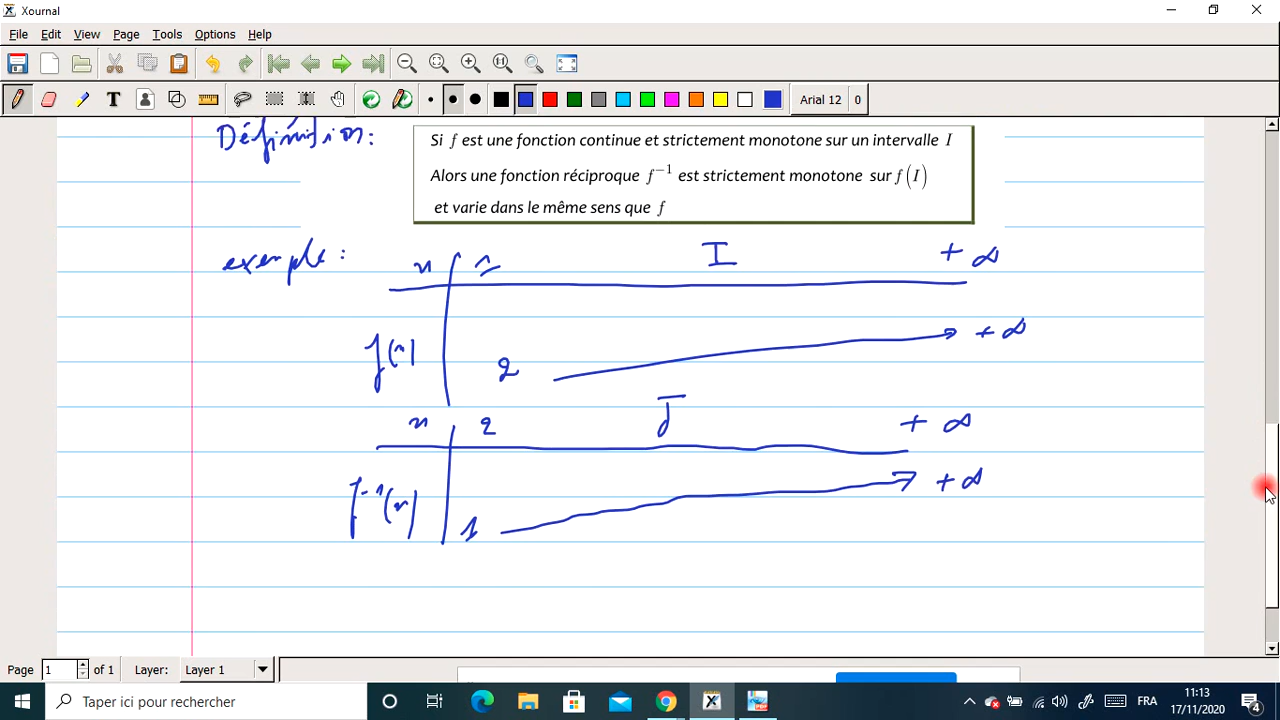 Xournal
File Edit View Page Tools Options Help
Arial 12 0
Définition:
Si f est une fonction continue et strictement monotone sur un intervalle I
Alors une fonction réciproque f⁻¹ est strictement monotone sur f(I)
et varie dans le même sens que f
exemple :
x 1 I +∞
f(x) 2 +∞
x 2 J +∞
f⁻¹(x) 1 +∞
Page 1 of 1 Layer: Layer 1
Taper ici pour rechercher
FRA
11:13
17/11/2020
4